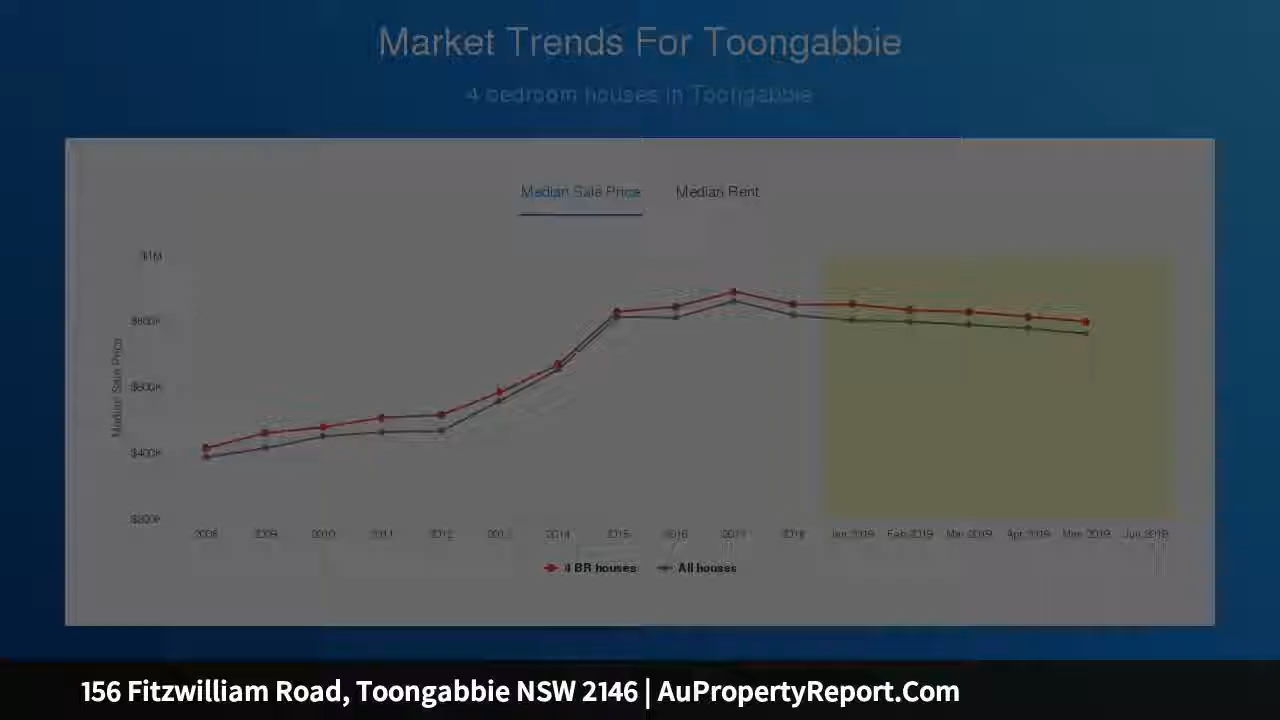 Market Trends For Toongabbie
4 bedroom houses in Toongabbie
Median Sale Price Median Rent
$1M
$800K
$600K
$400K
$200K
Median Sale Price
2008 2009 2010 2011 2012 2013 2014 2015 2016 2017 2018 Jan 2019 Feb 2019 Mar 2019 Apr 2019 May 2019 Jun 2019
4 BR houses All houses
156 Fitzwilliam Road, Toongabbie NSW 2146 | AuPropertyReport.Com